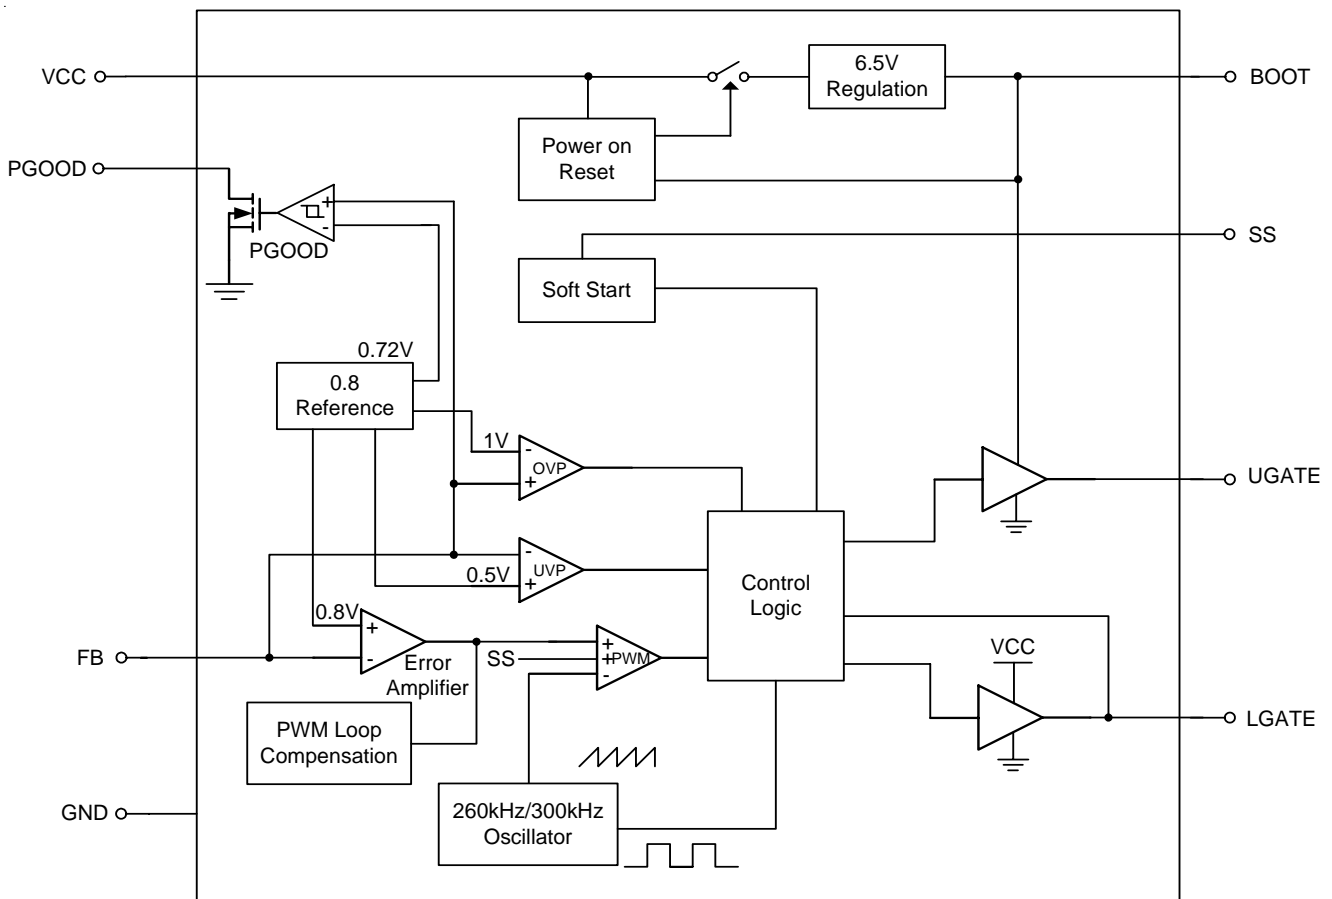 VCC
6.5V
Regulation
BOOT
Power on
Reset
PGOOD
+
-
PGOOD
SS
Soft Start
0.72V
0.8
Reference
1V
-
OVP
+
UGATE
-
0.5V
UVP
+
Control
Logic
0.8V
+
-
Error
Amplifier
FB
SS
+
+
PWM
-
VCC
LGATE
PWM Loop
Compensation
GND
260kHz/300kHz
Oscillator